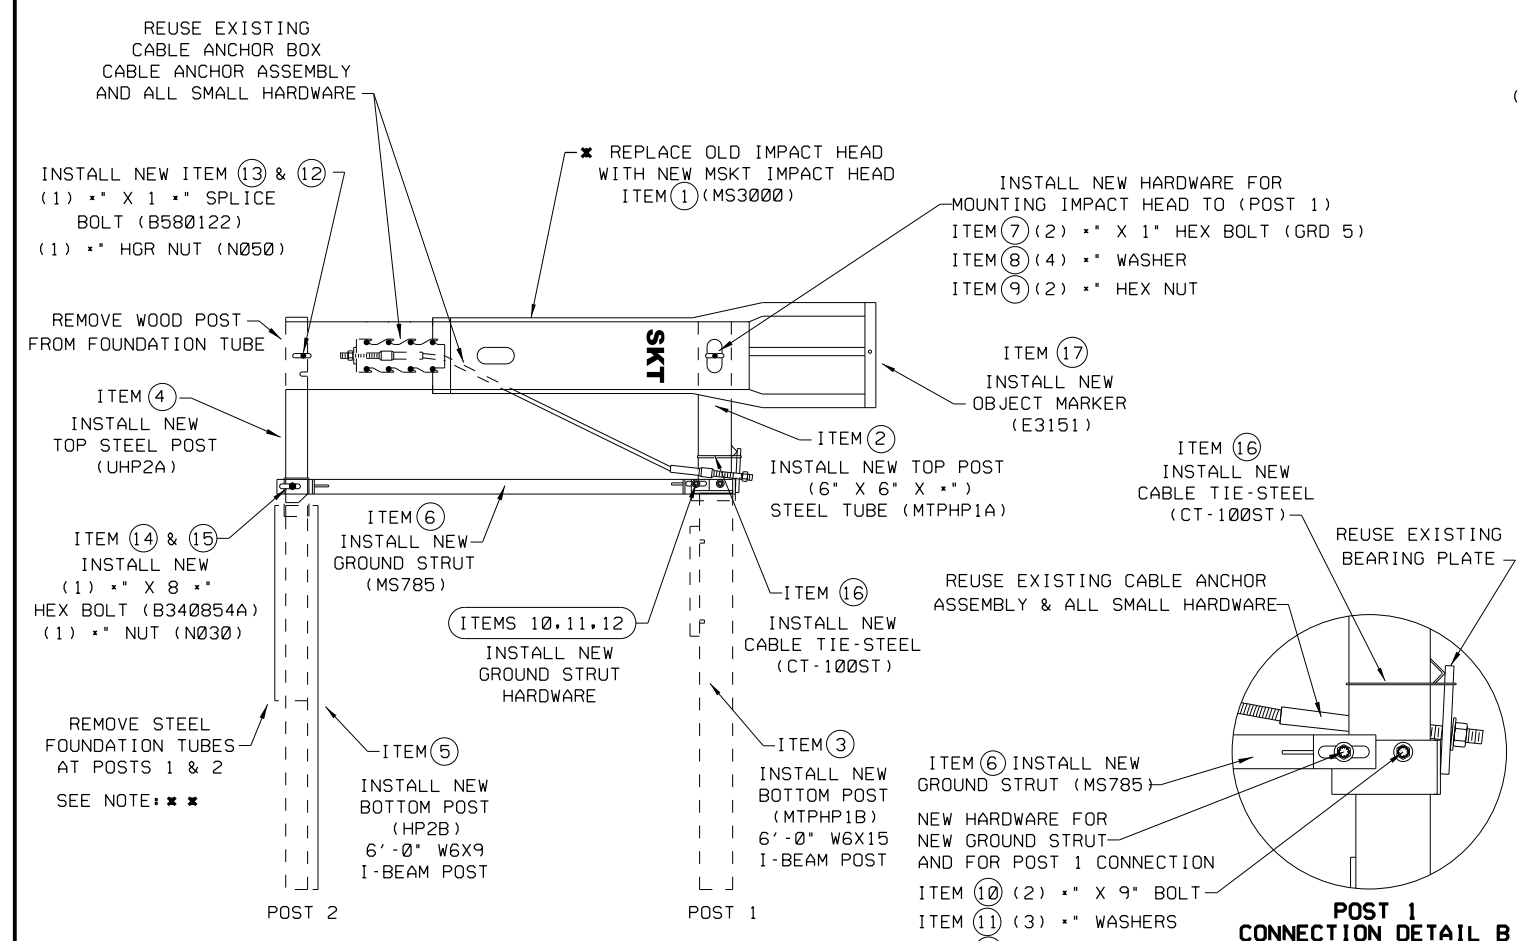 REUSE EXISTING
CABLE ANCHOR BOX
CABLE ANCHOR ASSEMBLY
AND ALL SMALL HARDWARE
INSTALL NEW ITEM 13 & 12
(1) " X 1 " SPLICE
BOLT (B580122)
(1) " HGR NUT (N050)
REMOVE WOOD POST
FROM FOUNDATION TUBE
ITEM 4
INSTALL NEW
TOP STEEL POST
(UHP2A)
ITEM 14 & 15
INSTALL NEW
(1) " X 8 "
HEX BOLT (B340854A)
(1) " NUT (N030)
REMOVE STEEL
FOUNDATION TUBES
AT POSTS 1 & 2
SEE NOTE:
REPLACE OLD IMPACT HEAD
WITH NEW MSKT IMPACT HEAD
ITEM 1 (MS3000)
SKT
INSTALL NEW HARDWARE FOR
MOUNTING IMPACT HEAD TO (POST 1)
ITEM 7 (2) " X 1" HEX BOLT (GRD 5)
ITEM 8 (4) " WASHER
ITEM 9 (2) " HEX NUT
ITEM 17
INSTALL NEW
OBJECT MARKER
(E3151)
ITEM 2
INSTALL NEW TOP POST
(6" X 6" X ")
STEEL TUBE (MTPHP1A)
ITEM 6
INSTALL NEW
GROUND STRUT
(MS785)
ITEMS 10,11,12
INSTALL NEW
GROUND STRUT
HARDWARE
ITEM 16
INSTALL NEW
CABLE TIE-STEEL
(CT-100ST)
ITEM 5
INSTALL NEW
BOTTOM POST
(HP2B)
6'-0" W6X9
I-BEAM POST
ITEM 3
INSTALL NEW
BOTTOM POST
(MTPHP1B)
6'-0" W6X15
I-BEAM POST
POST 2
POST 1
ITEM 16
INSTALL NEW
CABLE TIE-STEEL
(CT-100ST)
REUSE EXISTING
BEARING PLATE
REUSE EXISTING CABLE ANCHOR
ASSEMBLY & ALL SMALL HARDWARE
ITEM 6 INSTALL NEW
GROUND STRUT (MS785)
NEW HARDWARE FOR
NEW GROUND STRUT
AND FOR POST 1 CONNECTION
ITEM 10 (2) " X 9" BOLT
ITEM 11 (3) " WASHERS
POST 1
CONNECTION DETAIL B